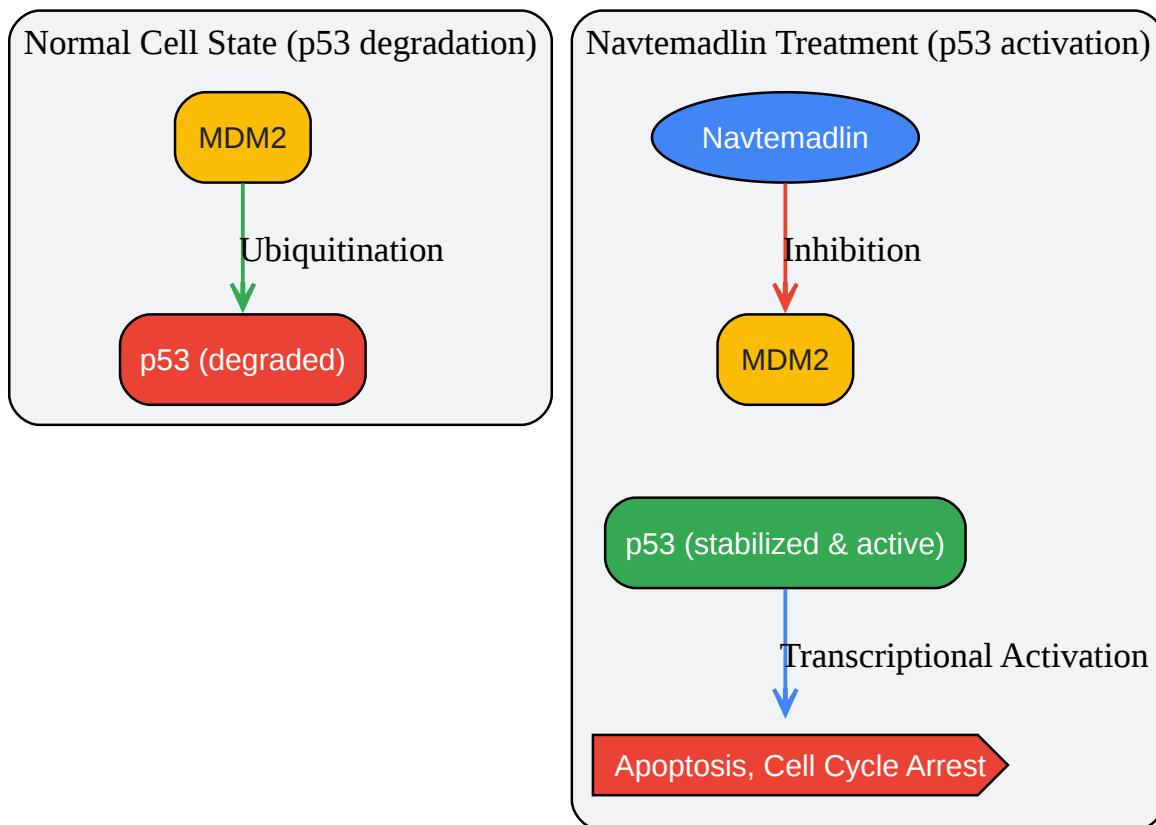 Normal Cell State (p53 degradation)
MDM2
Ubiquitination
p53 (degraded)
Navtemadlin Treatment (p53 activation)
Navtemadlin
Inhibition
MDM2
p53 (stabilized & active)
Transcriptional Activation
Apoptosis, Cell Cycle Arrest